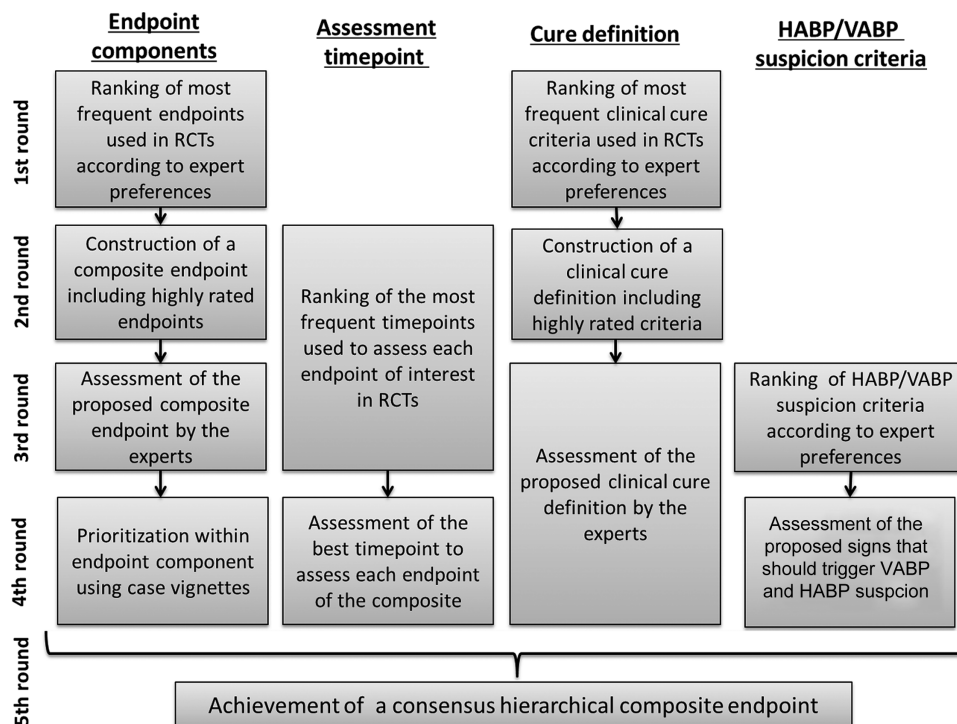 Endpoint
components
Assessment
timepoint
Cure definition
HABP/VABP
suspicion criteria
1st round
Ranking of most
frequent endpoints
used in RCTs
according to expert
preferences
Ranking of most
frequent clinical cure
criteria used in RCTs
according to expert
preferences
2nd round
Construction of a
composite endpoint
including highly rated
endpoints
Ranking of the most
frequent timepoints
used to assess each
endpoint of interest
in RCTs
Construction of a
clinical cure
definition including
highly rated criteria
3rd round
Assessment of the
proposed composite
endpoint by the
experts
Assessment of the
proposed clinical cure
definition by the
experts
Ranking of HABP/VABP
suspicion criteria
according to expert
preferences
4th round
Prioritization within
endpoint component
using case vignettes
Assessment of the
best timepoint to
assess each endpoint
of the composite
Assessment of the
proposed signs that
should trigger VABP
and HABP suspcion
5th round
Achievement of a consensus hierarchical composite endpoint